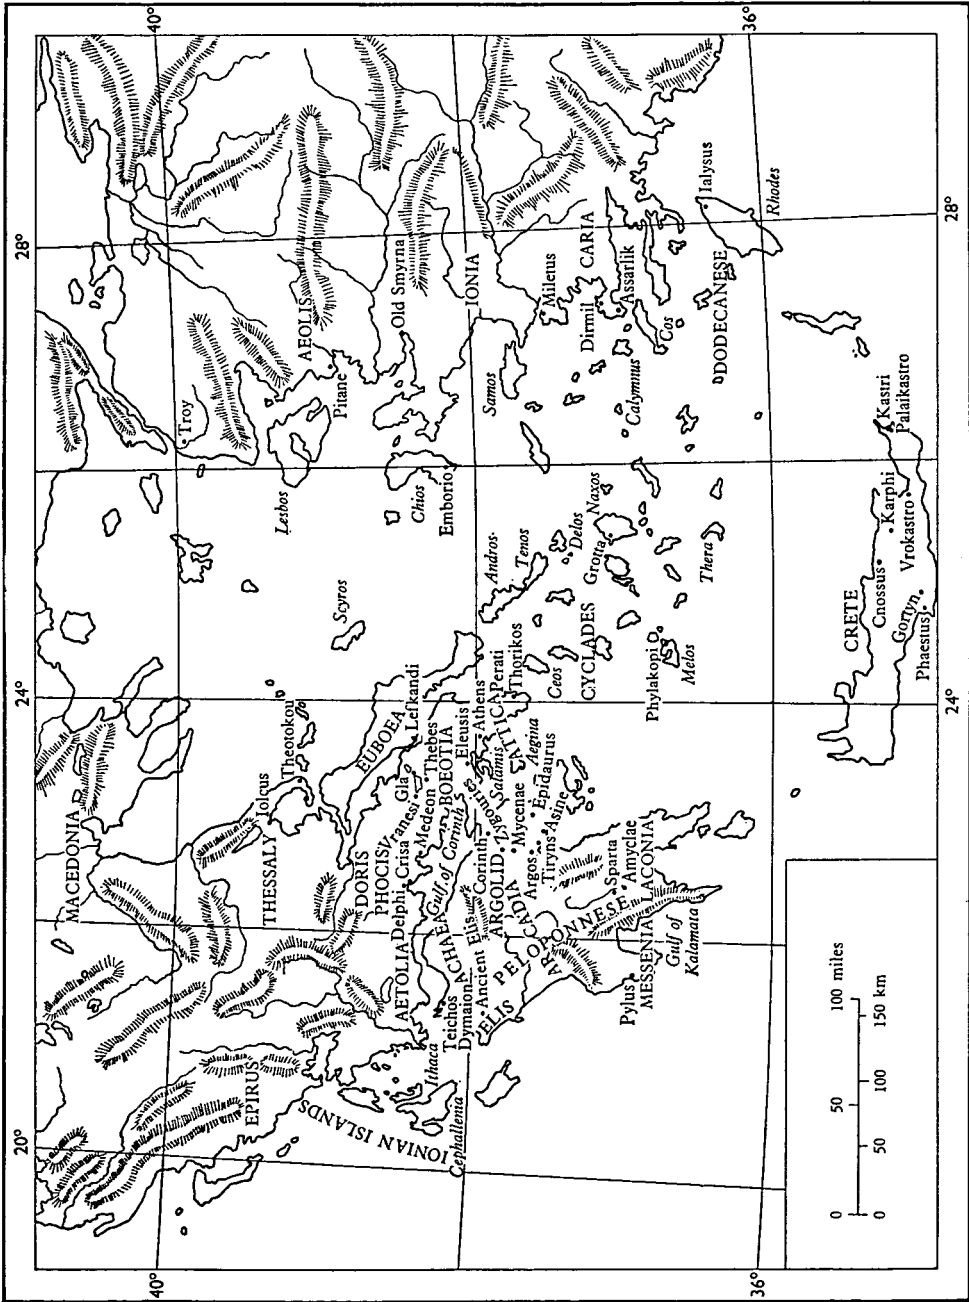 20°
24°
28°
40°
40°
36°
36°
20°
24°
28°
MACEDONIA
EPIRUS
THESSALY
Iolcus
Theotokou
Troy
AEOLIS
Lesbos
Pitane
Scyros
IONIAN ISLANDS
Ithaca
Cephallenia
AETOLIA
DORIS
PHOCIS
Delphi
Crisa
Medeon
Vranesi
Gla
Thebes
BOEOTIA
EUBOEA
Lefkandi
Chios
Emborio
Old Smyrna
IONIA
Gulf of Corinth
ACHAEA
Teichos
Dymaion
Ancient Elis
ELIS
Corinth
Zygouries
Eleusis
Salamis
Athens
ATTICA
Perati
Thorikos
Aegina
ARGOLID
Mycenae
Argos
Tiryns
Asine
Epidaurus
ARCADIA
PELOPONNESE
Andros
Tenos
Ceos
Delos
Grotta
Naxos
CYCLADES
Samos
Miletus
CARIA
Dirmil
Assarlik
Calymnus
Cos
DODECANESE
Ialysus
Rhodes
Pylus
MESSENIA
Gulf of
Kalamata
Sparta
Amyclae
LACONIA
Phylakopi
Melos
Thera
CRETE
Cnossus
Karphi
Vrokastro
Gortyn
Phaestus
Kastri
Palaikastro
0 50 100 miles
0 50 100 150 km